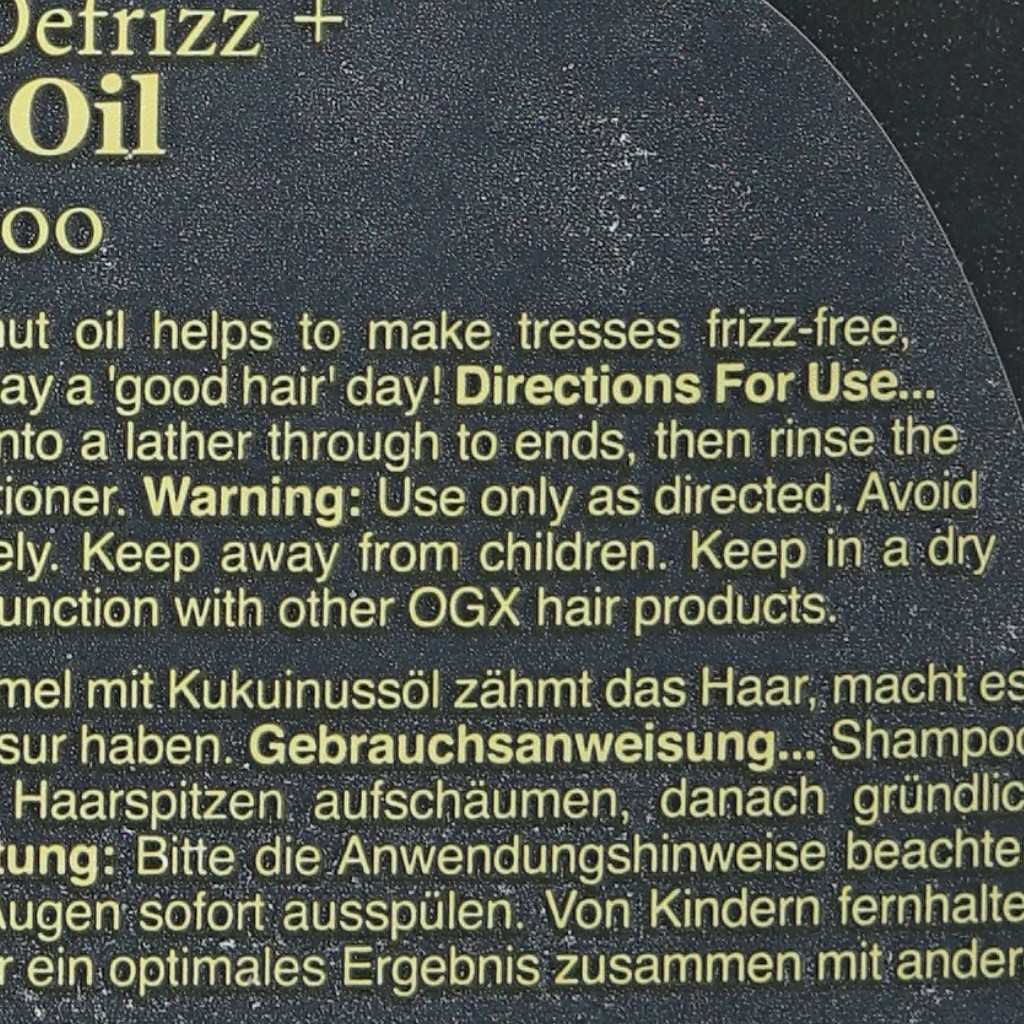 Defrizz +
Oil
oo
nut oil helps to make tresses frizz-free,
ay a 'good hair' day! Directions For Use...
nto a lather through to ends, then rinse the
tioner. Warning: Use only as directed. Avoid
ely. Keep away from children. Keep in a dry
unction with other OGX hair products.
mel mit Kukuinussöl zähmt das Haar, macht es
sur haben. Gebrauchsanweisung... Shampoo
Haarspitzen aufschäumen, danach gründlic
tung: Bitte die Anwendungshinweise beachte
Augen sofort ausspülen. Von Kindern fernhalte
r ein optimales Ergebnis zusammen mit ander